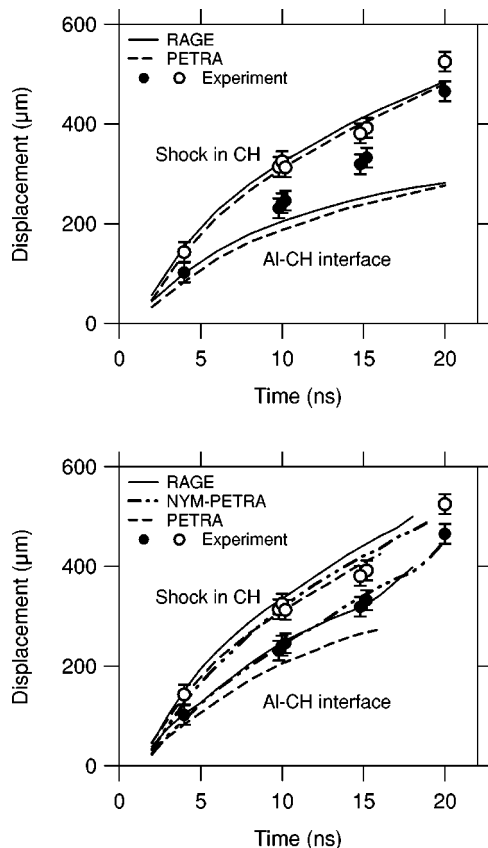 600
RAGE
PETRA
Experiment
400
Shock in CH
200
Al-CH interface
0
0 5 10 15 20
Displacement (μm)
Time (ns)
600
RAGE
NYM-PETRA
PETRA
Experiment
400
Shock in CH
200
Al-CH interface
0
0 5 10 15 20
Displacement (μm)
Time (ns)